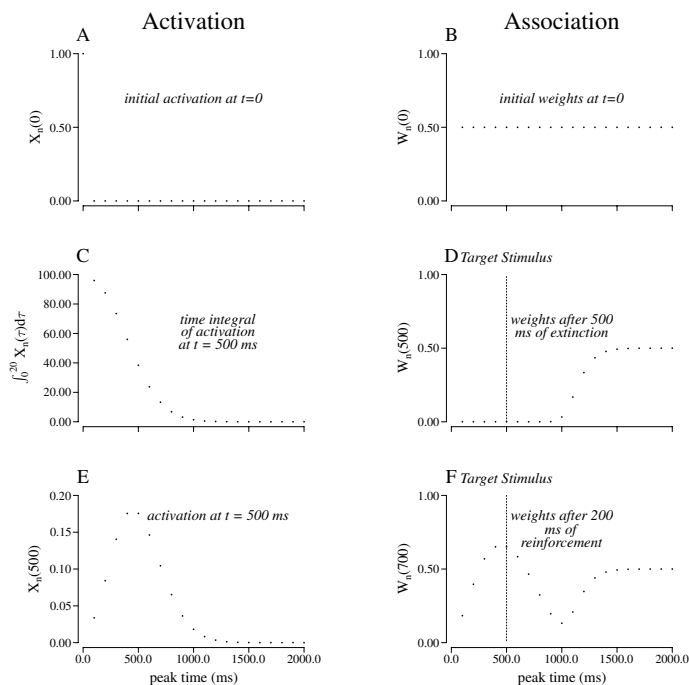 Activation
Association
A
B
1.00
0.50
0.00
X_n(0)
initial activation at t=0
1.00
0.50
0.00
W_n(0)
initial weights at t=0
C
D Target Stimulus
100.00
80.00
60.00
40.00
20.00
0.00
∫_0^20 X_n(τ)dτ
time integral
of activation
at t = 500 ms
1.00
0.50
0.00
W_n(500)
weights after 500
ms of extinction
E
F Target Stimulus
0.20
0.15
0.10
0.05
0.00
X_n(500)
activation at t = 500 ms
0.0 500.0 1000.0 1500.0 2000.0
peak time (ms)
1.00
0.50
0.00
W_n(700)
weights after 200
ms of
reinforcement
0.0 500.0 1000.0 1500.0 2000.0
peak time (ms)